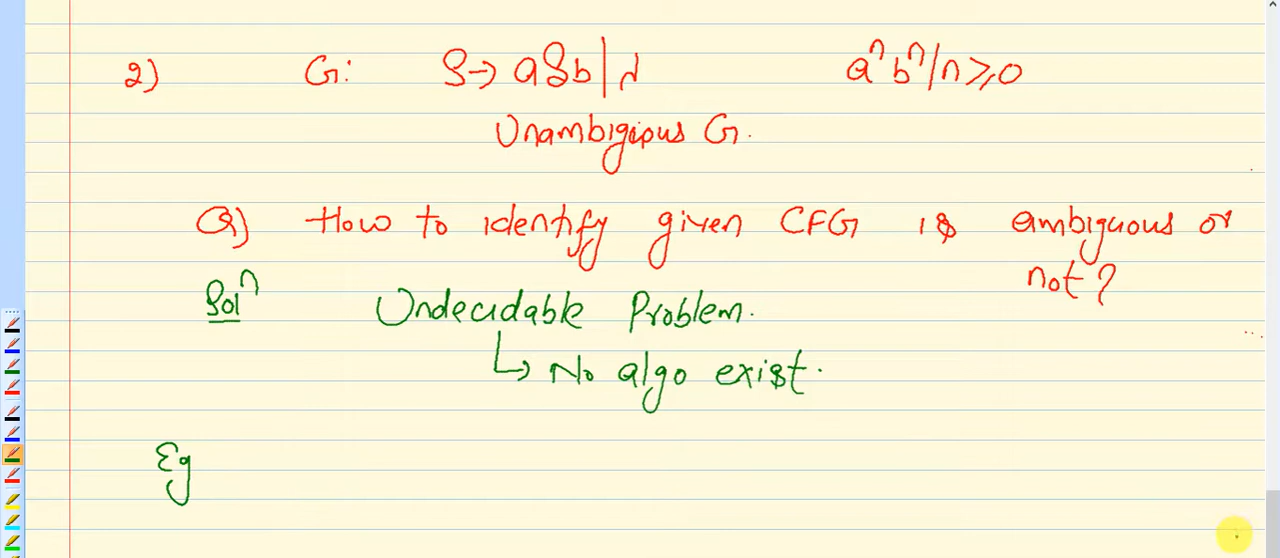 2) G: S→ aSb|λ aⁿbⁿ/n≥0
Unambigious G.
Q) How to identify given CFG is ambiguous or
not?
Solⁿ Undecidable Problem.
↳ No algo exist.
Eg